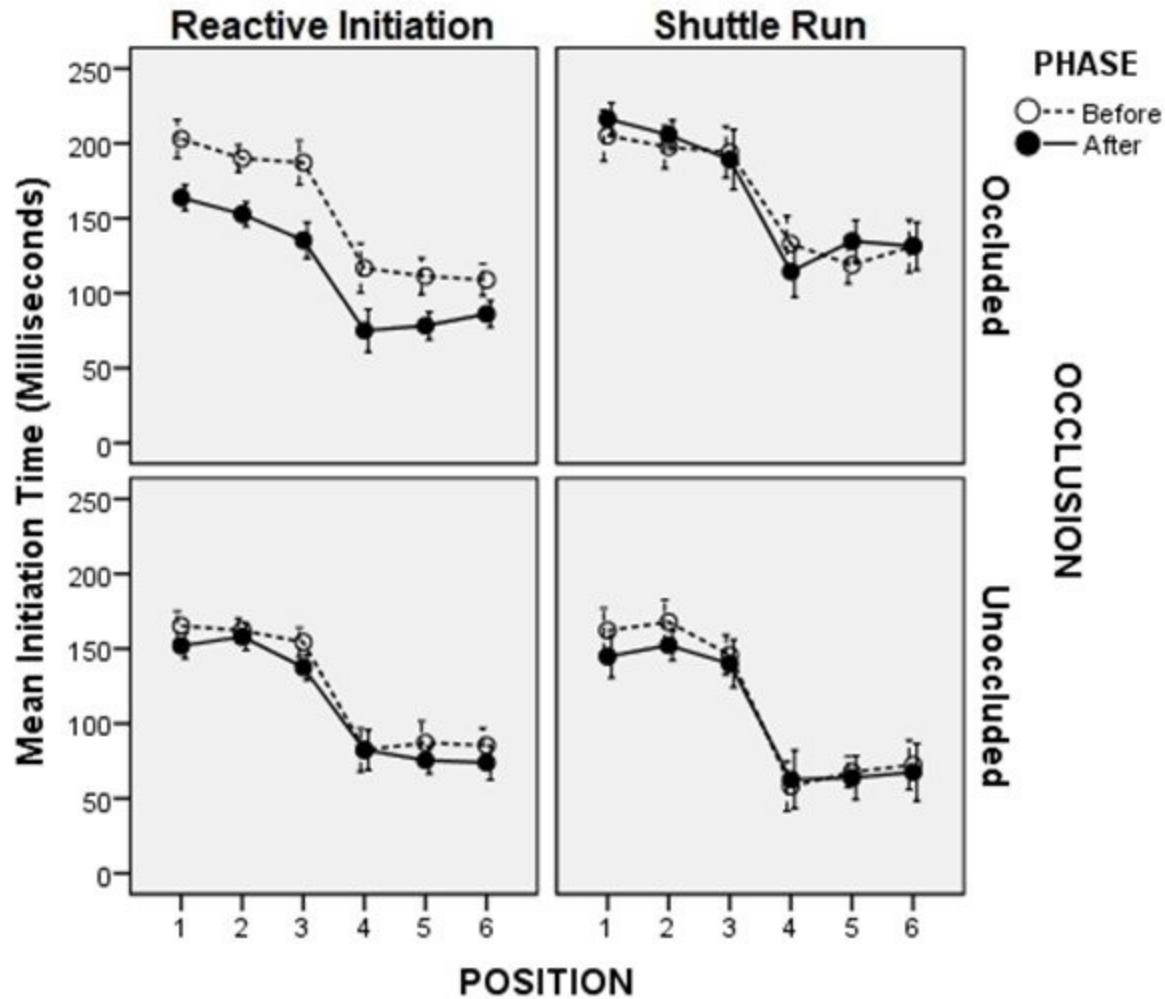 Reactive Initiation
Shuttle Run
PHASE
Before
After
Mean Initiation Time (Milliseconds)
250
200
150
100
50
0
Occluded
OCCLUSION
250
200
150
100
50
0
Unoccluded
1 2 3 4 5 6
1 2 3 4 5 6
POSITION